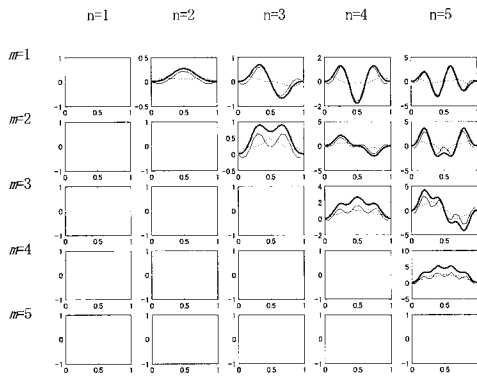 n=1 n=2 n=3 n=4 n=5
m=1
1 0.5 1 2 5
0 0 0 0 0
-1 -0.5 -1 -2 -5
0 0.5 1 0 0.5 1 0 0.5 1 0 0.5 1 0 0.5 1
m=2
1 1 1 5 5
0 0 0.5 0 0
0
-1 -1 -0.5 -5 -5
0 0.5 1 0 0.5 1 0 0.5 1 0 0.5 1 0 0.5 1
m=3
1 1 1 4 5
2
0 0 0 0 0
-1 -1 -1 -2 -5
0 0.5 1 0 0.5 1 0 0.5 1 0 0.5 1 0 0.5 1
m=4
1 1 1 1 10
5
0 0 0 0 0
-1 -1 -1 -1 -5
0 0.5 1 0 0.5 1 0 0.5 1 0 0.5 1 0 0.5 1
m=5
1 1 1 1 1
0 0 0 0 0
-1 -1 -1 -1 -1
0 0.5 1 0 0.5 1 0 0.5 1 0 0.5 1 0 0.5 1